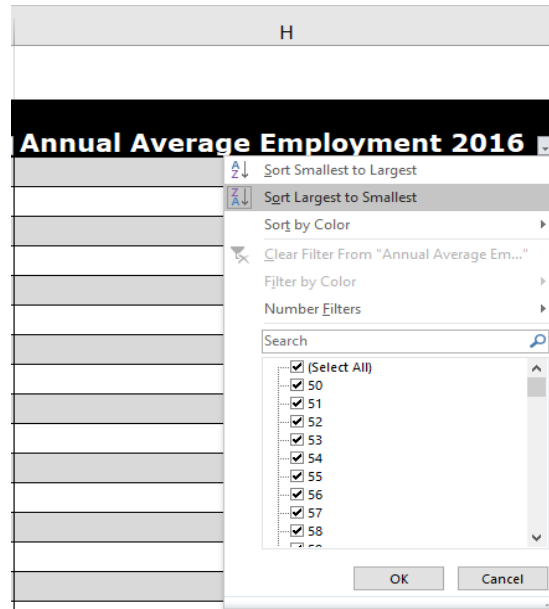 H
Annual Average Employment 2016
Sort Smallest to Largest
Sort Largest to Smallest
Sort by Color
Clear Filter From "Annual Average Em..."
Filter by Color
Number Filters
Search
(Select All)
50
51
52
53
54
55
56
57
58
OK Cancel